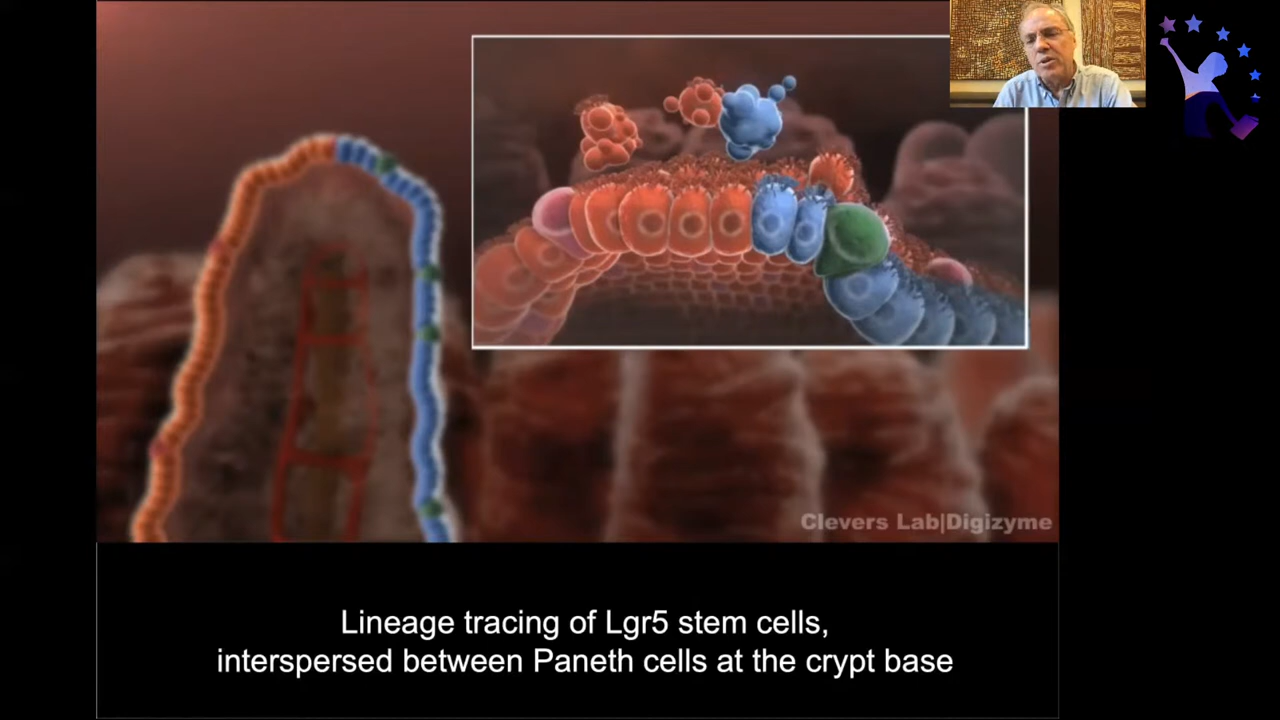 Clevers Lab|Digizyme
Lineage tracing of Lgr5 stem cells,
interspersed between Paneth cells at the crypt base